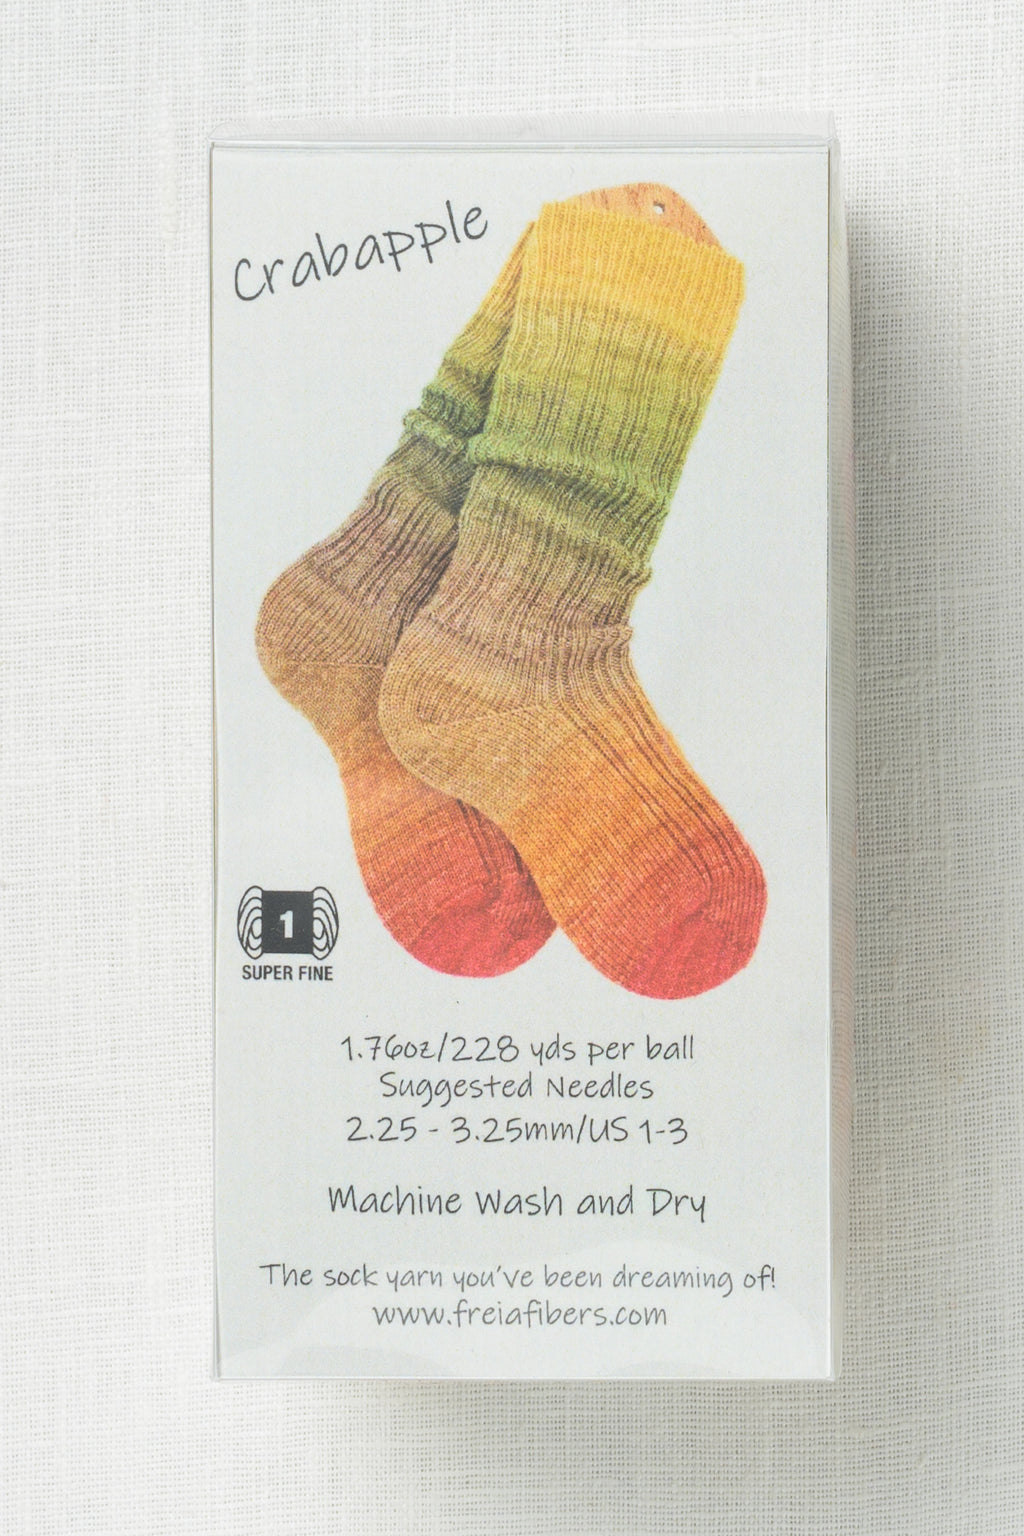 Crabapple
1
SUPER FINE
1.76oz/228 yds per ball
Suggested Needles
2.25 - 3.25mm/US 1-3
Machine Wash and Dry
The sock yarn you've been dreaming of!
www.freiafibers.com